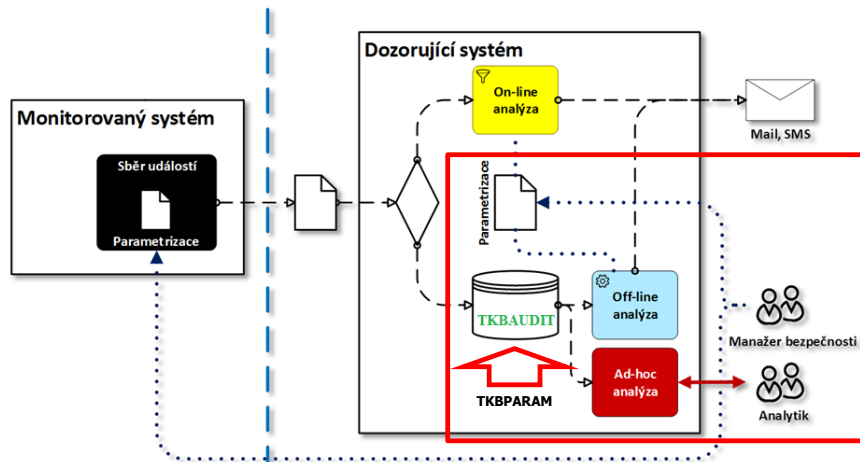 Dozorující systém
On-line
analýza
Monitorovaný systém
Mail, SMS
Sběr událostí
Parametrizace
Parametrizace
TKBAUDIT
Off-line
analýza
Manažer bezpečnosti
Ad-hoc
analýza
TKBPARAM
Analytik